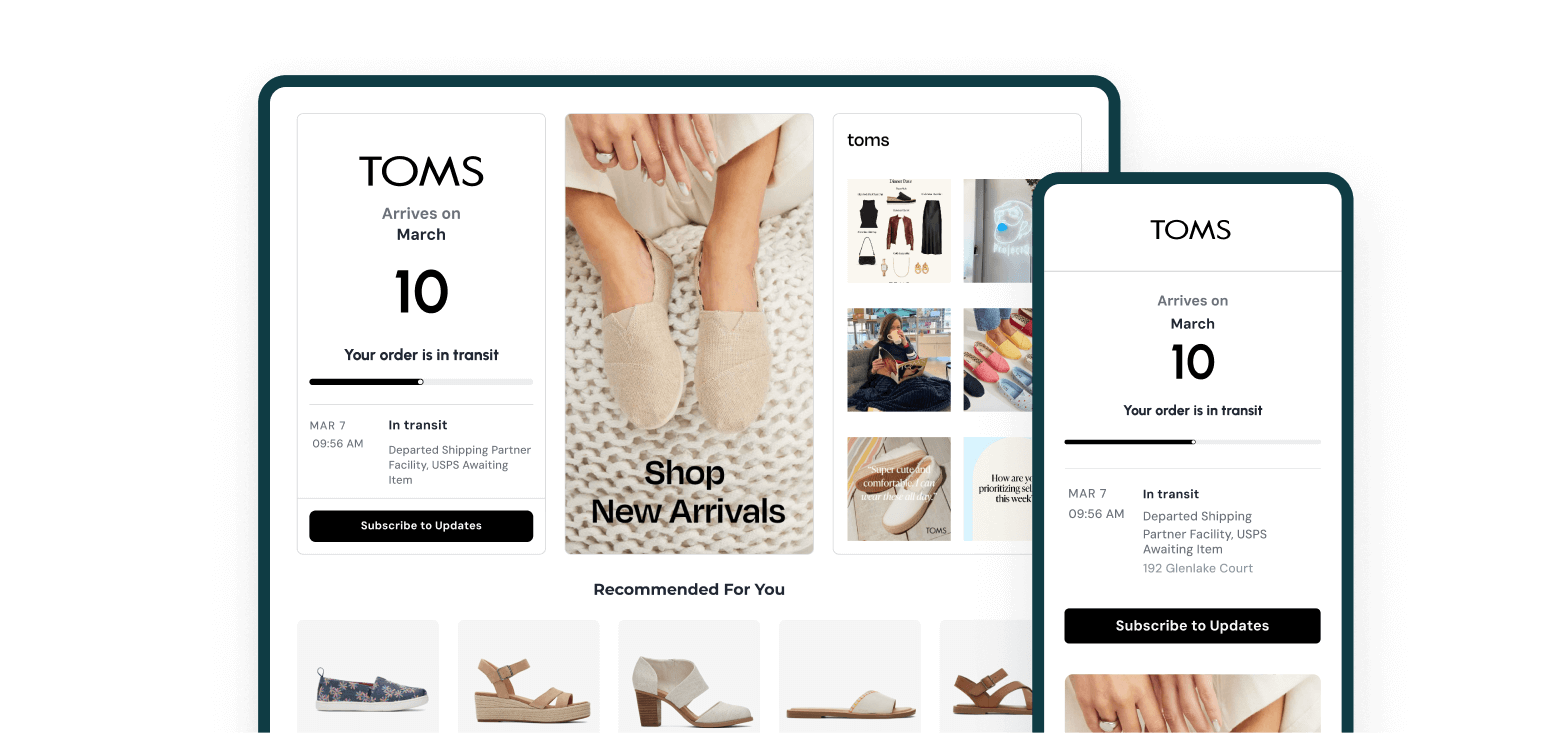 TOMS
Arrives on
March
10
Your order is in transit
MAR 7
09:56 AM
In transit
Departed Shipping Partner
Facility, USPS Awaiting
Item
Subscribe to Updates
Shop
New Arrivals
toms
Dinner Date
"Super cute and
comfortable. I can
wear these all day."
TOMS
How are yo
prioritizing sel
this week
Recommended For You
TOMS
Arrives on
March
10
Your order is in transit
MAR 7
09:56 AM
In transit
Departed Shipping
Partner Facility, USPS
Awaiting Item
192 Glenlake Court
Subscribe to Updates